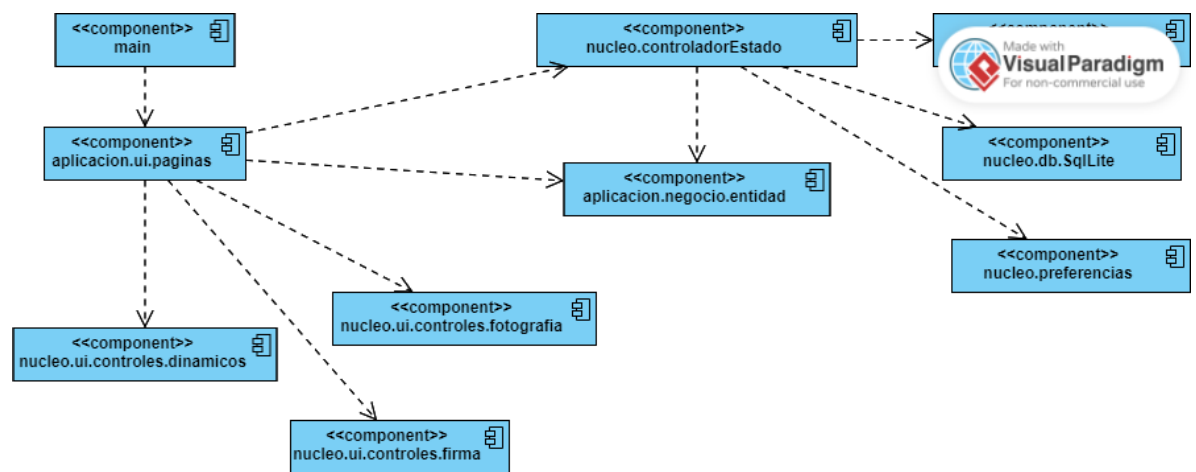 <<component>>
main
<<component>>
nucleo.controladorEstado
Made with
VisualParadigm
For non-commercial use
<<component>>
aplicacion.ui.paginas
<<component>>
nucleo.db.SqlLite
<<component>>
aplicacion.negocio.entidad
<<component>>
nucleo.preferencias
<<component>>
nucleo.ui.controles.fotografia
<<component>>
nucleo.ui.controles.dinamicos
<<component>>
nucleo.ui.controles.firma